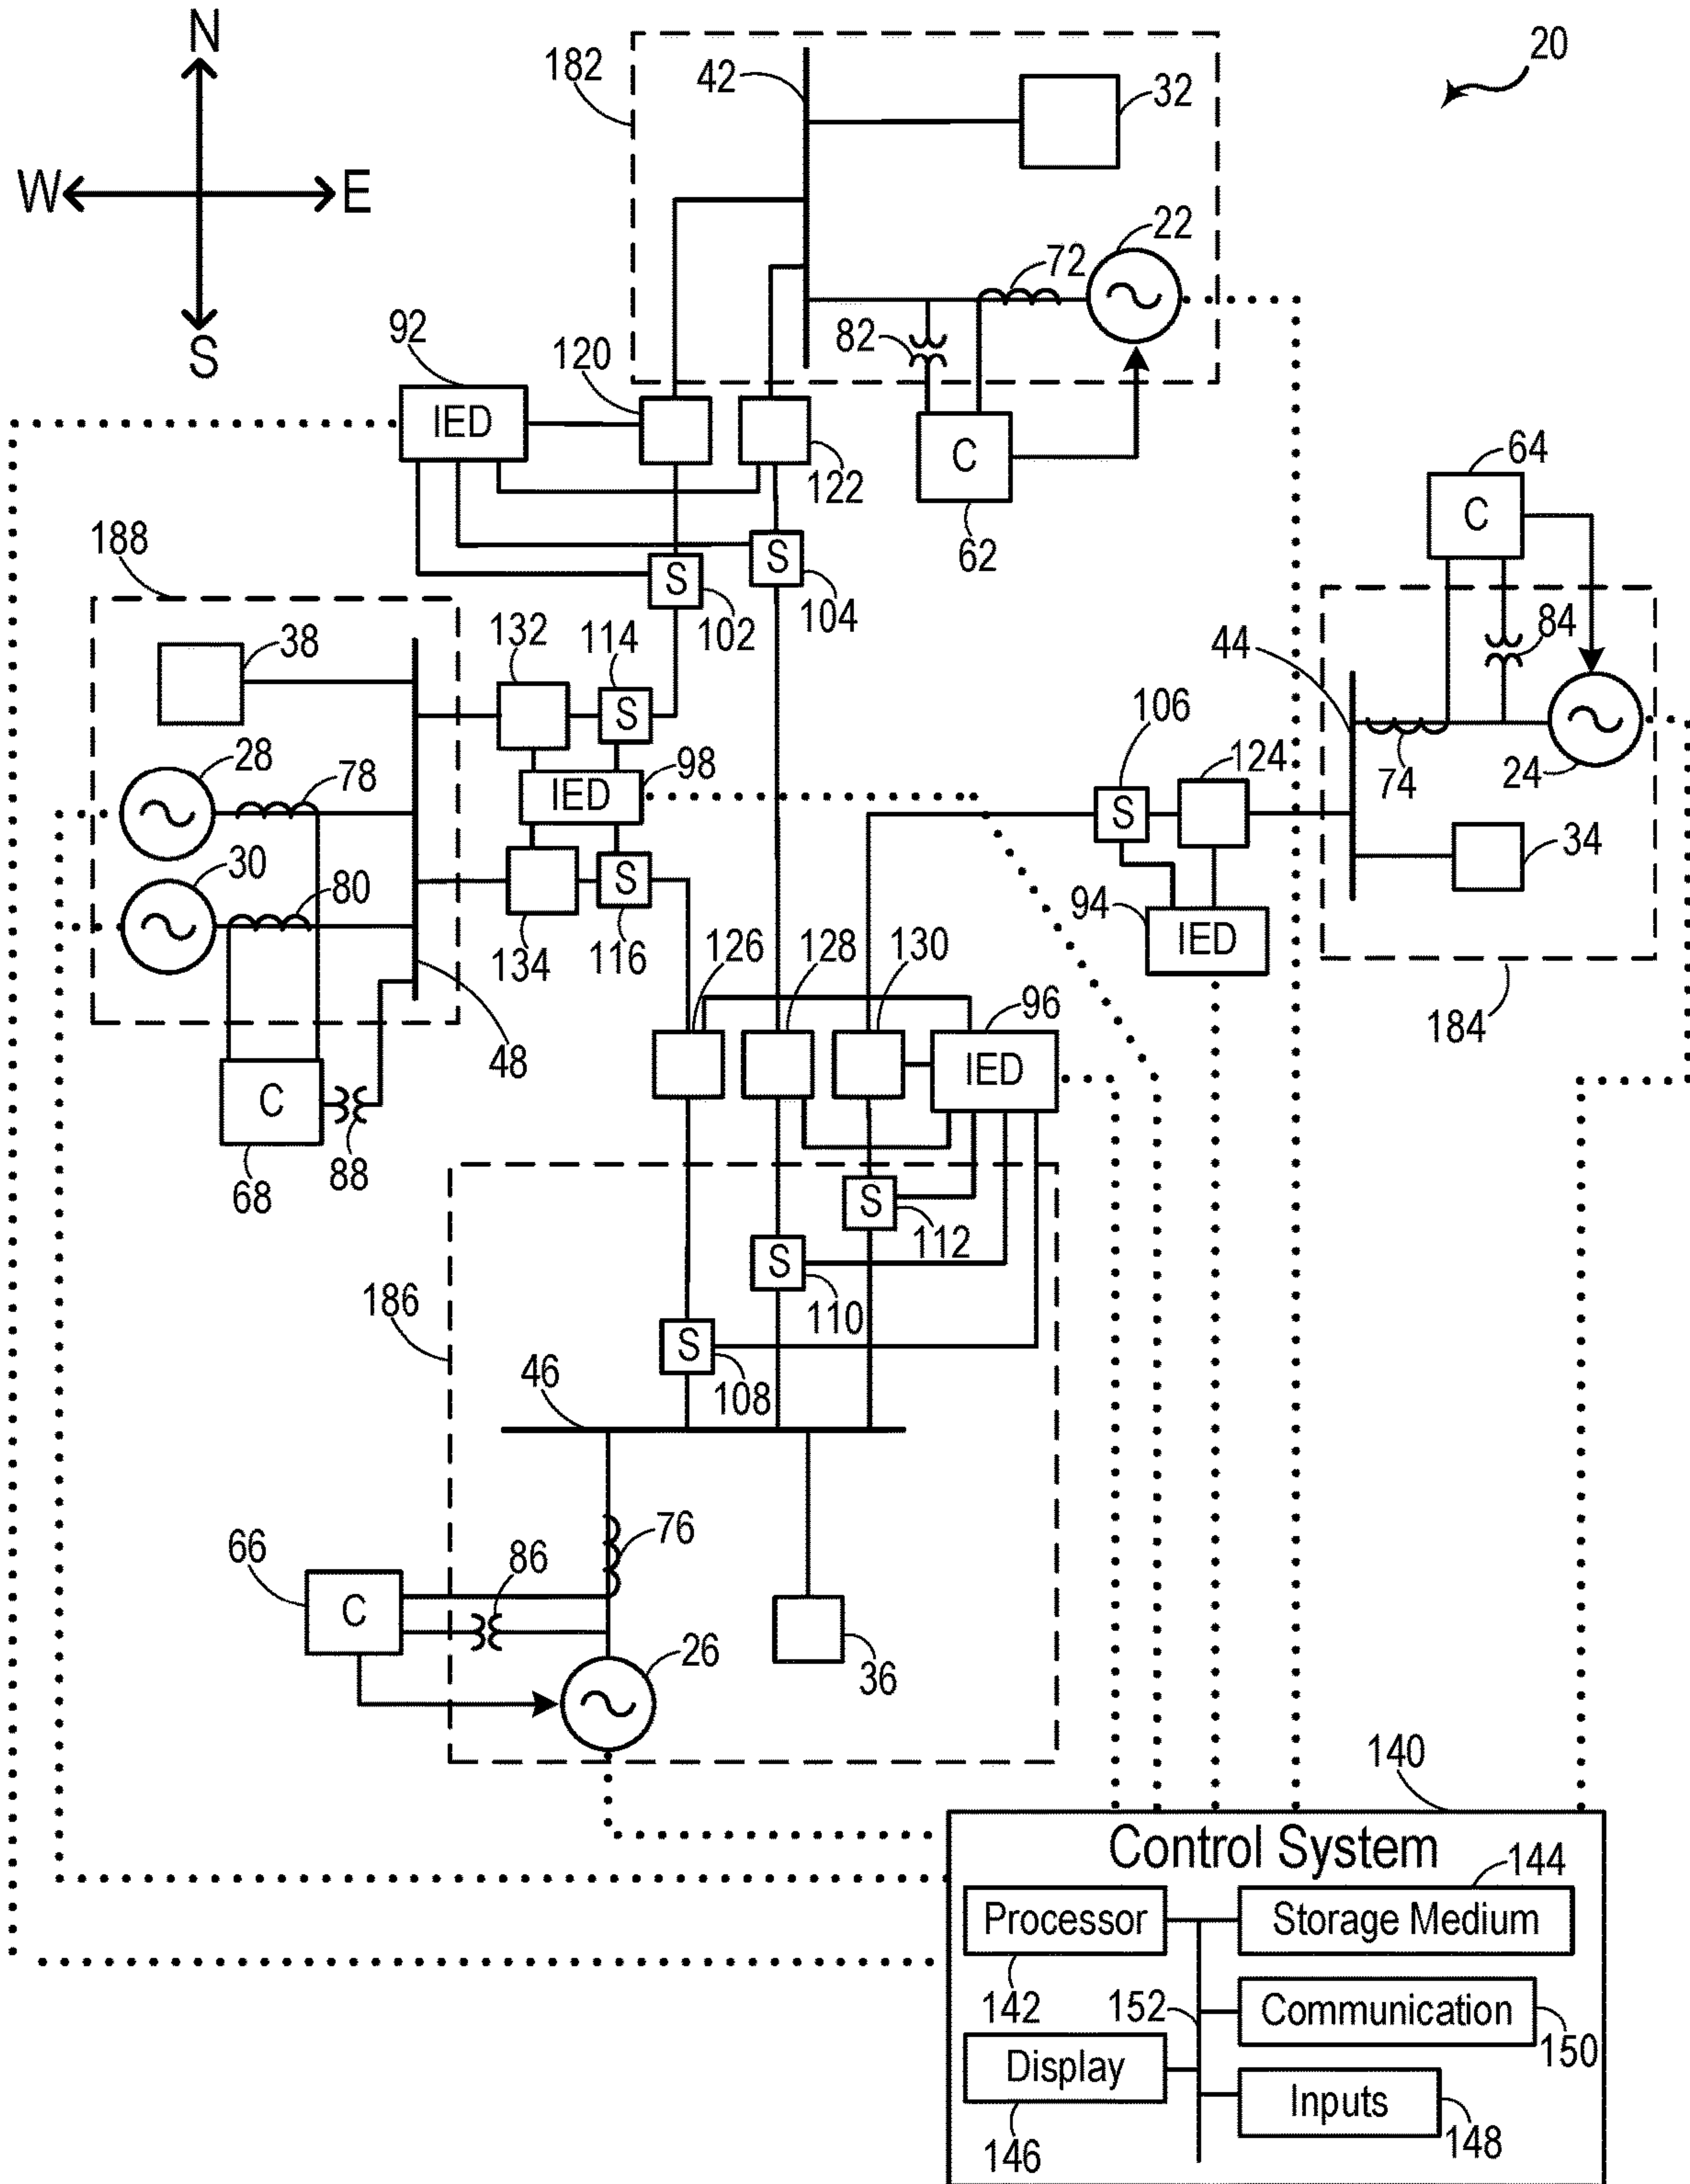 N
20
182
42
32
W
E
22
72
S
92
120
82
IED
C
64
122
C
188
62
S
S
102
104
38
132
114
84
44
S
106
28
78
98
124
74
24
IED
S
30
34
80
S
94
126
128
130
IED
134
116
96
184
48
IED
C
68
88
S
112
S
186
110
S
46
108
76
66
86
C
26
36
140
Control System
144
Processor
Storage Medium
142
152
Communication
150
Display
Inputs
146
148